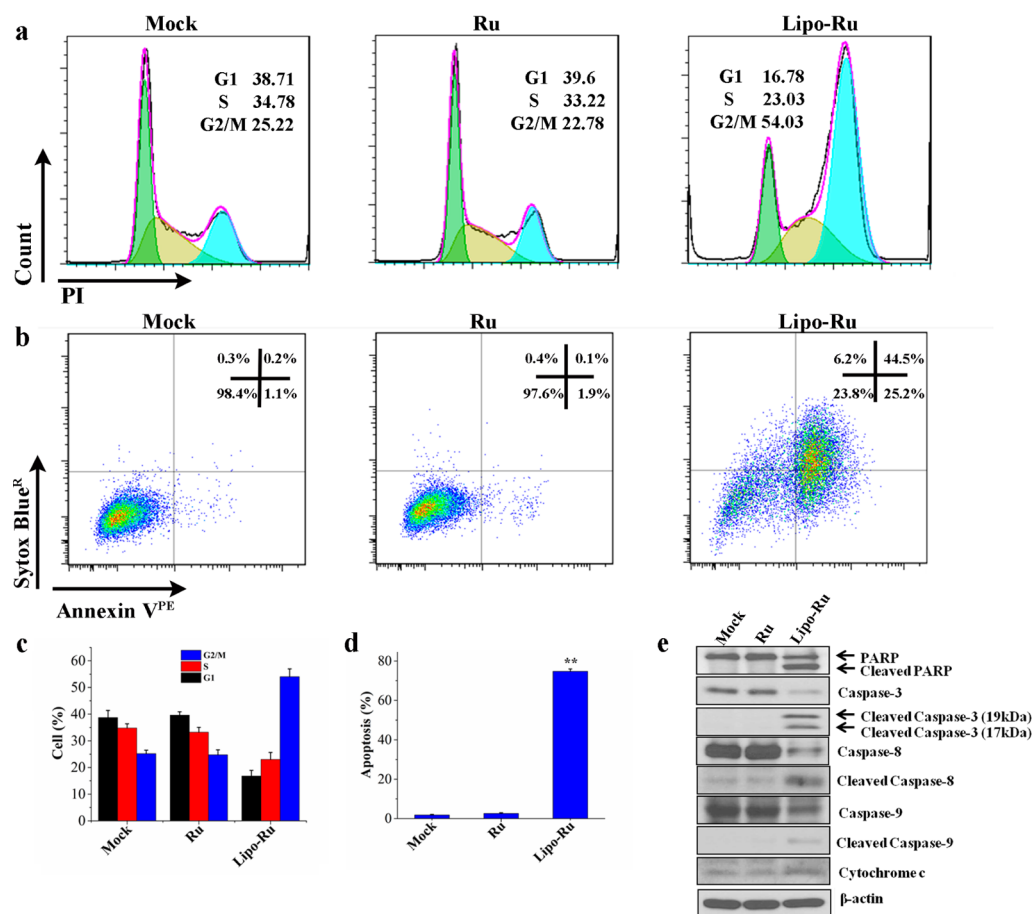 a
Mock
Ru
Lipo-Ru
G1 38.71
S 34.78
G2/M 25.22
G1 39.6
S 33.22
G2/M 22.78
G1 16.78
S 23.03
G2/M 54.03
Count
PI
b
Mock
Ru
Lipo-Ru
0.3% 0.2%
98.4% 1.1%
0.4% 0.1%
97.6% 1.9%
6.2% 44.5%
23.8% 25.2%
Sytox Blue^R
Annexin V^PE
c
G2/M
S
G1
Cell (%)
60
50
40
30
20
10
0
Mock
Ru
Lipo-Ru
d
**
Apoptosis (%)
80
60
40
20
0
Mock
Ru
Lipo-Ru
e
Mock
Ru
Lipo-Ru
PARP
Cleaved PARP
Caspase-3
Cleaved Caspase-3 (19kDa)
Cleaved Caspase-3 (17kDa)
Caspase-8
Cleaved Caspase-8
Caspase-9
Cleaved Caspase-9
Cytochrome c
β-actin